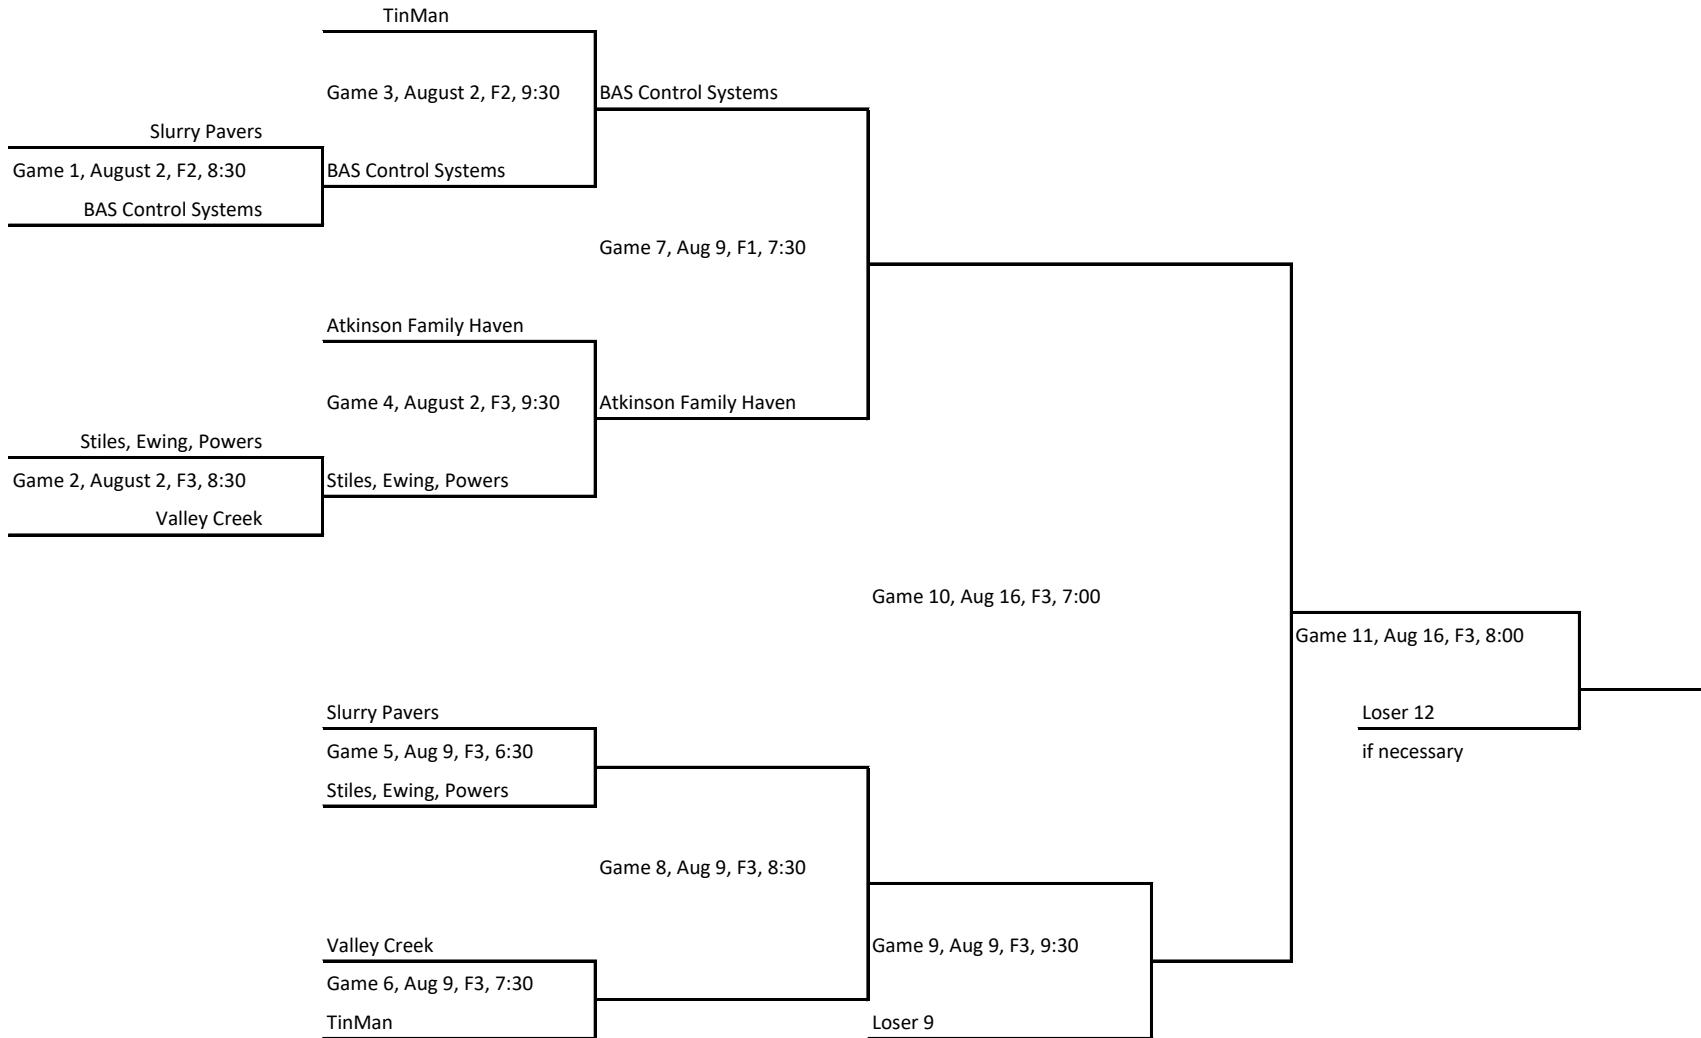 TinMan
Game 3, August 2, F2, 9:30
BAS Control Systems
Slurry Pavers
Game 1, August 2, F2, 8:30
BAS Control Systems
BAS Control Systems
Game 7, Aug 9, F1, 7:30
Atkinson Family Haven
Game 4, August 2, F3, 9:30
Atkinson Family Haven
Stiles, Ewing, Powers
Game 2, August 2, F3, 8:30
Stiles, Ewing, Powers
Valley Creek
Game 10, Aug 16, F3, 7:00
Game 11, Aug 16, F3, 8:00
Slurry Pavers
Loser 12
Game 5, Aug 9, F3, 6:30
if necessary
Stiles, Ewing, Powers
Game 8, Aug 9, F3, 8:30
Valley Creek
Game 9, Aug 9, F3, 9:30
Game 6, Aug 9, F3, 7:30
TinMan
Loser 9